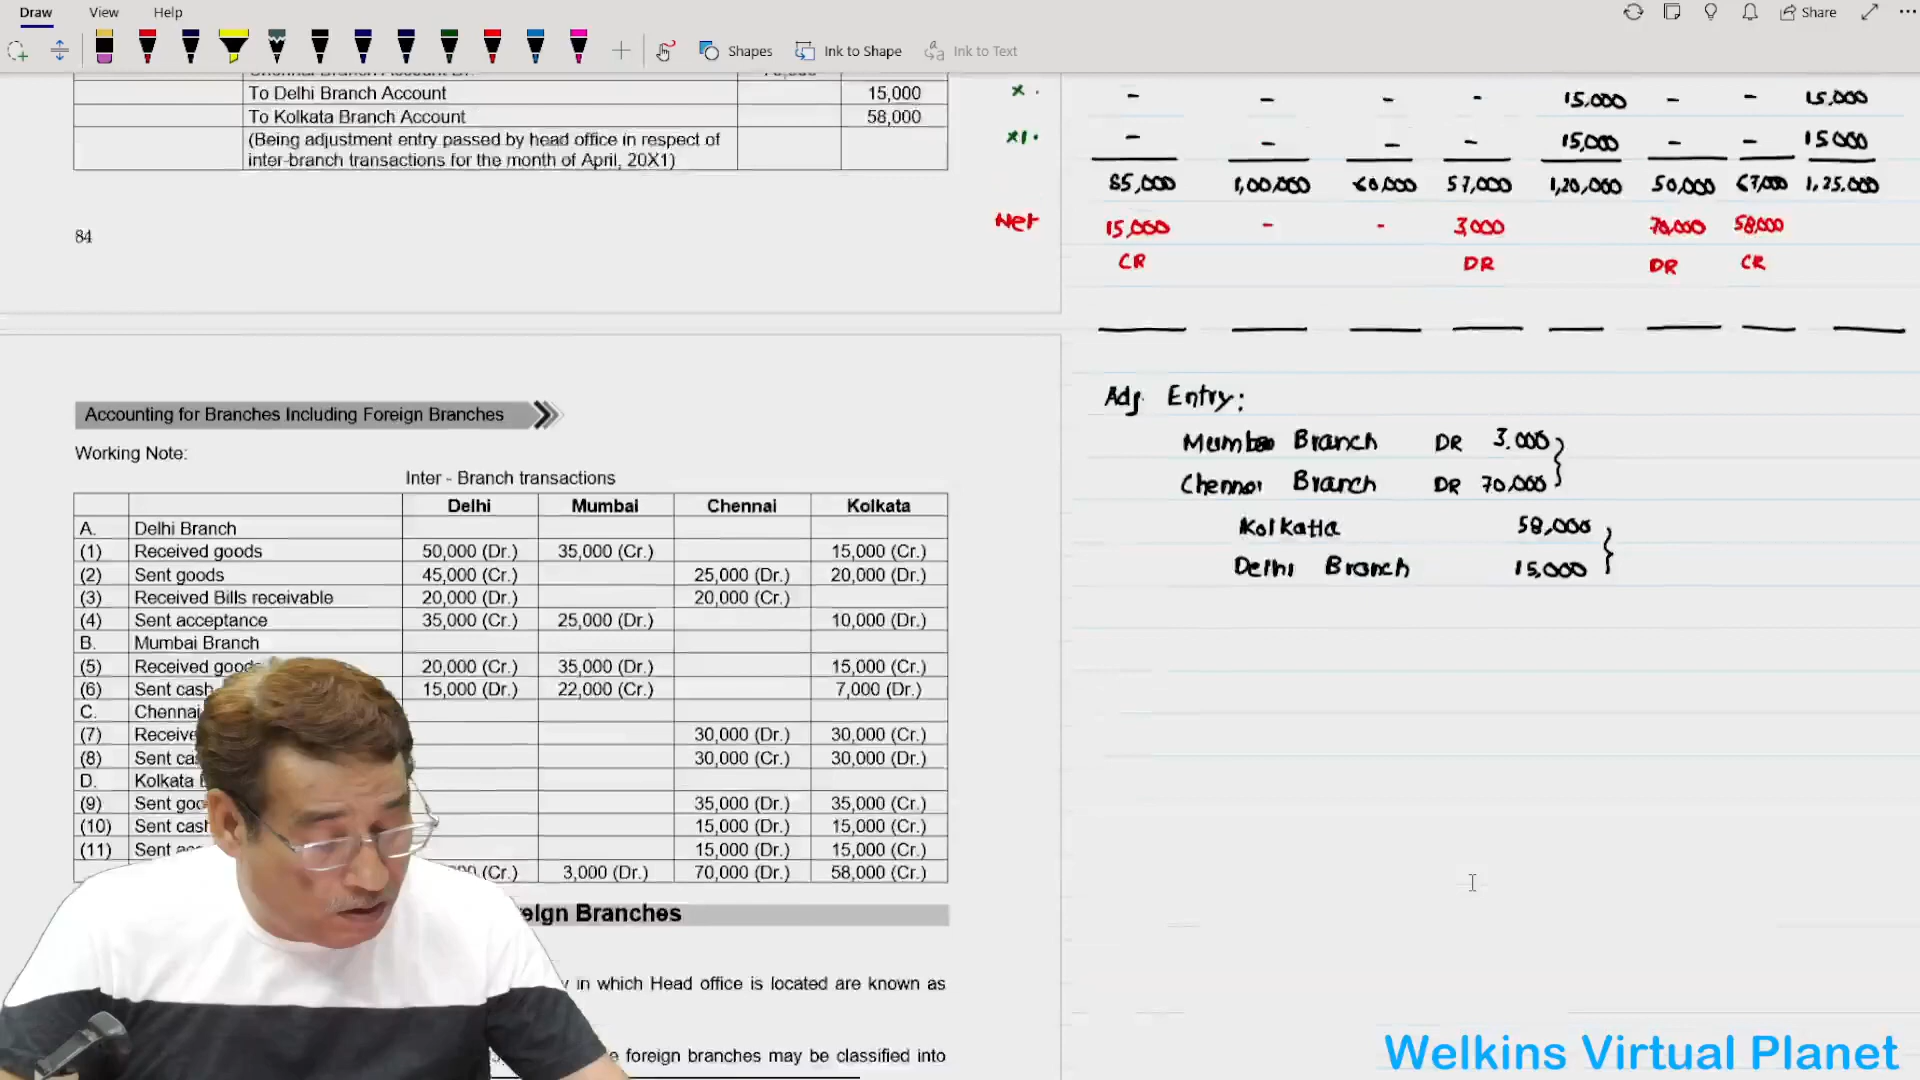 Draw View Help
Share
Shapes Ink to Shape Ink to Text
To Delhi Branch Account 15,000
To Kolkata Branch Account 58,000
(Being adjustment entry passed by head office in respect of
inter-branch transactions for the month of April, 20X1)
84
Accounting for Branches Including Foreign Branches
Working Note:
Inter - Branch transactions
Delhi Mumbai Chennai Kolkata
A. Delhi Branch
(1) Received goods 50,000 (Dr.) 35,000 (Cr.) 15,000 (Cr.)
(2) Sent goods 45,000 (Cr.) 25,000 (Dr.) 20,000 (Dr.)
(3) Received Bills receivable 20,000 (Dr.) 20,000 (Cr.)
(4) Sent acceptance 35,000 (Cr.) 25,000 (Dr.) 10,000 (Dr.)
B. Mumbai Branch
(5) Received 20,000 (Cr.) 35,000 (Dr.) 15,000 (Cr.)
(6) Sent cash 15,000 (Dr.) 22,000 (Cr.) 7,000 (Dr.)
C. Chennai
(7) 30,000 (Dr.) 30,000 (Cr.)
(8) Sent 30,000 (Cr.) 30,000 (Dr.)
D. Kolkata
(9) Sent 35,000 (Dr.) 35,000 (Cr.)
(10) Sent 15,000 (Dr.) 15,000 (Cr.)
(11) Sent 15,000 (Dr.) 15,000 (Cr.)
(Cr.) 3,000 (Dr.) 70,000 (Dr.) 58,000 (Cr.)
Branches
in which Head office is located are known as
foreign branches may be classified into
x. - - - - 15.000 - - 15.000
x1. - - - - 15,000 - - 15000
85,000 1,00,000 60,000 57,000 1,20,000 50,000 67,000 1,25.000
Net 15,000 - - 3,000 70,000 58,000
CR DR DR CR
Adj. Entry:
Branch DR 3.000
Chennai Branch DR 70.000
Kolkatta 58,000
Delhi Branch 15,000
Welkins Virtual Planet